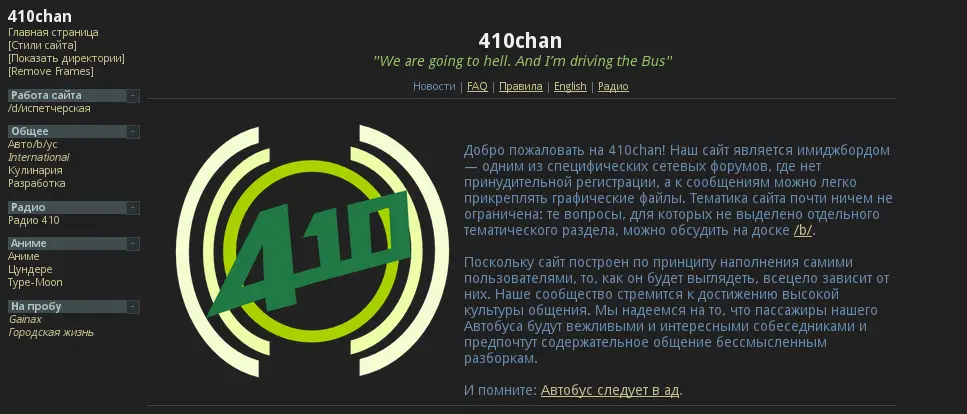 410chan
Главная страница
[Стили сайта]
[Показать директории]
[Remove Frames]
Работа сайта -
/d/испетчерская
Общее -
Авто/b/ус
International
Кулинария
Разработка
Радио -
Радио 410
Аниме -
Аниме
Цундере
Type-Moon
На пробу -
Gainax
Городская жизнь
410chan
"We are going to hell. And I’m driving the Bus"
Новости | FAQ | Правила | English | Радио
410
Добро пожаловать на 410chan! Наш сайт является имиджбордом
— одним из специфических сетевых форумов, где нет
принудительной регистрации, а к сообщениям можно легко
прикреплять графические файлы. Тематика сайта почти ничем не
ограничена: те вопросы, для которых не выделено отдельного
тематического раздела, можно обсудить на доске /b/.
Поскольку сайт построен по принципу наполнения самими
пользователями, то, как он будет выглядеть, всецело зависит от
них. Наше сообщество стремится к достижению высокой
культуры общения. Мы надеемся на то, что пассажиры нашего
Автобуса будут вежливыми и интересными собеседниками и
предпочтут содержательное общение бессмысленным
разборкам.
И помните: Автобус следует в ад.